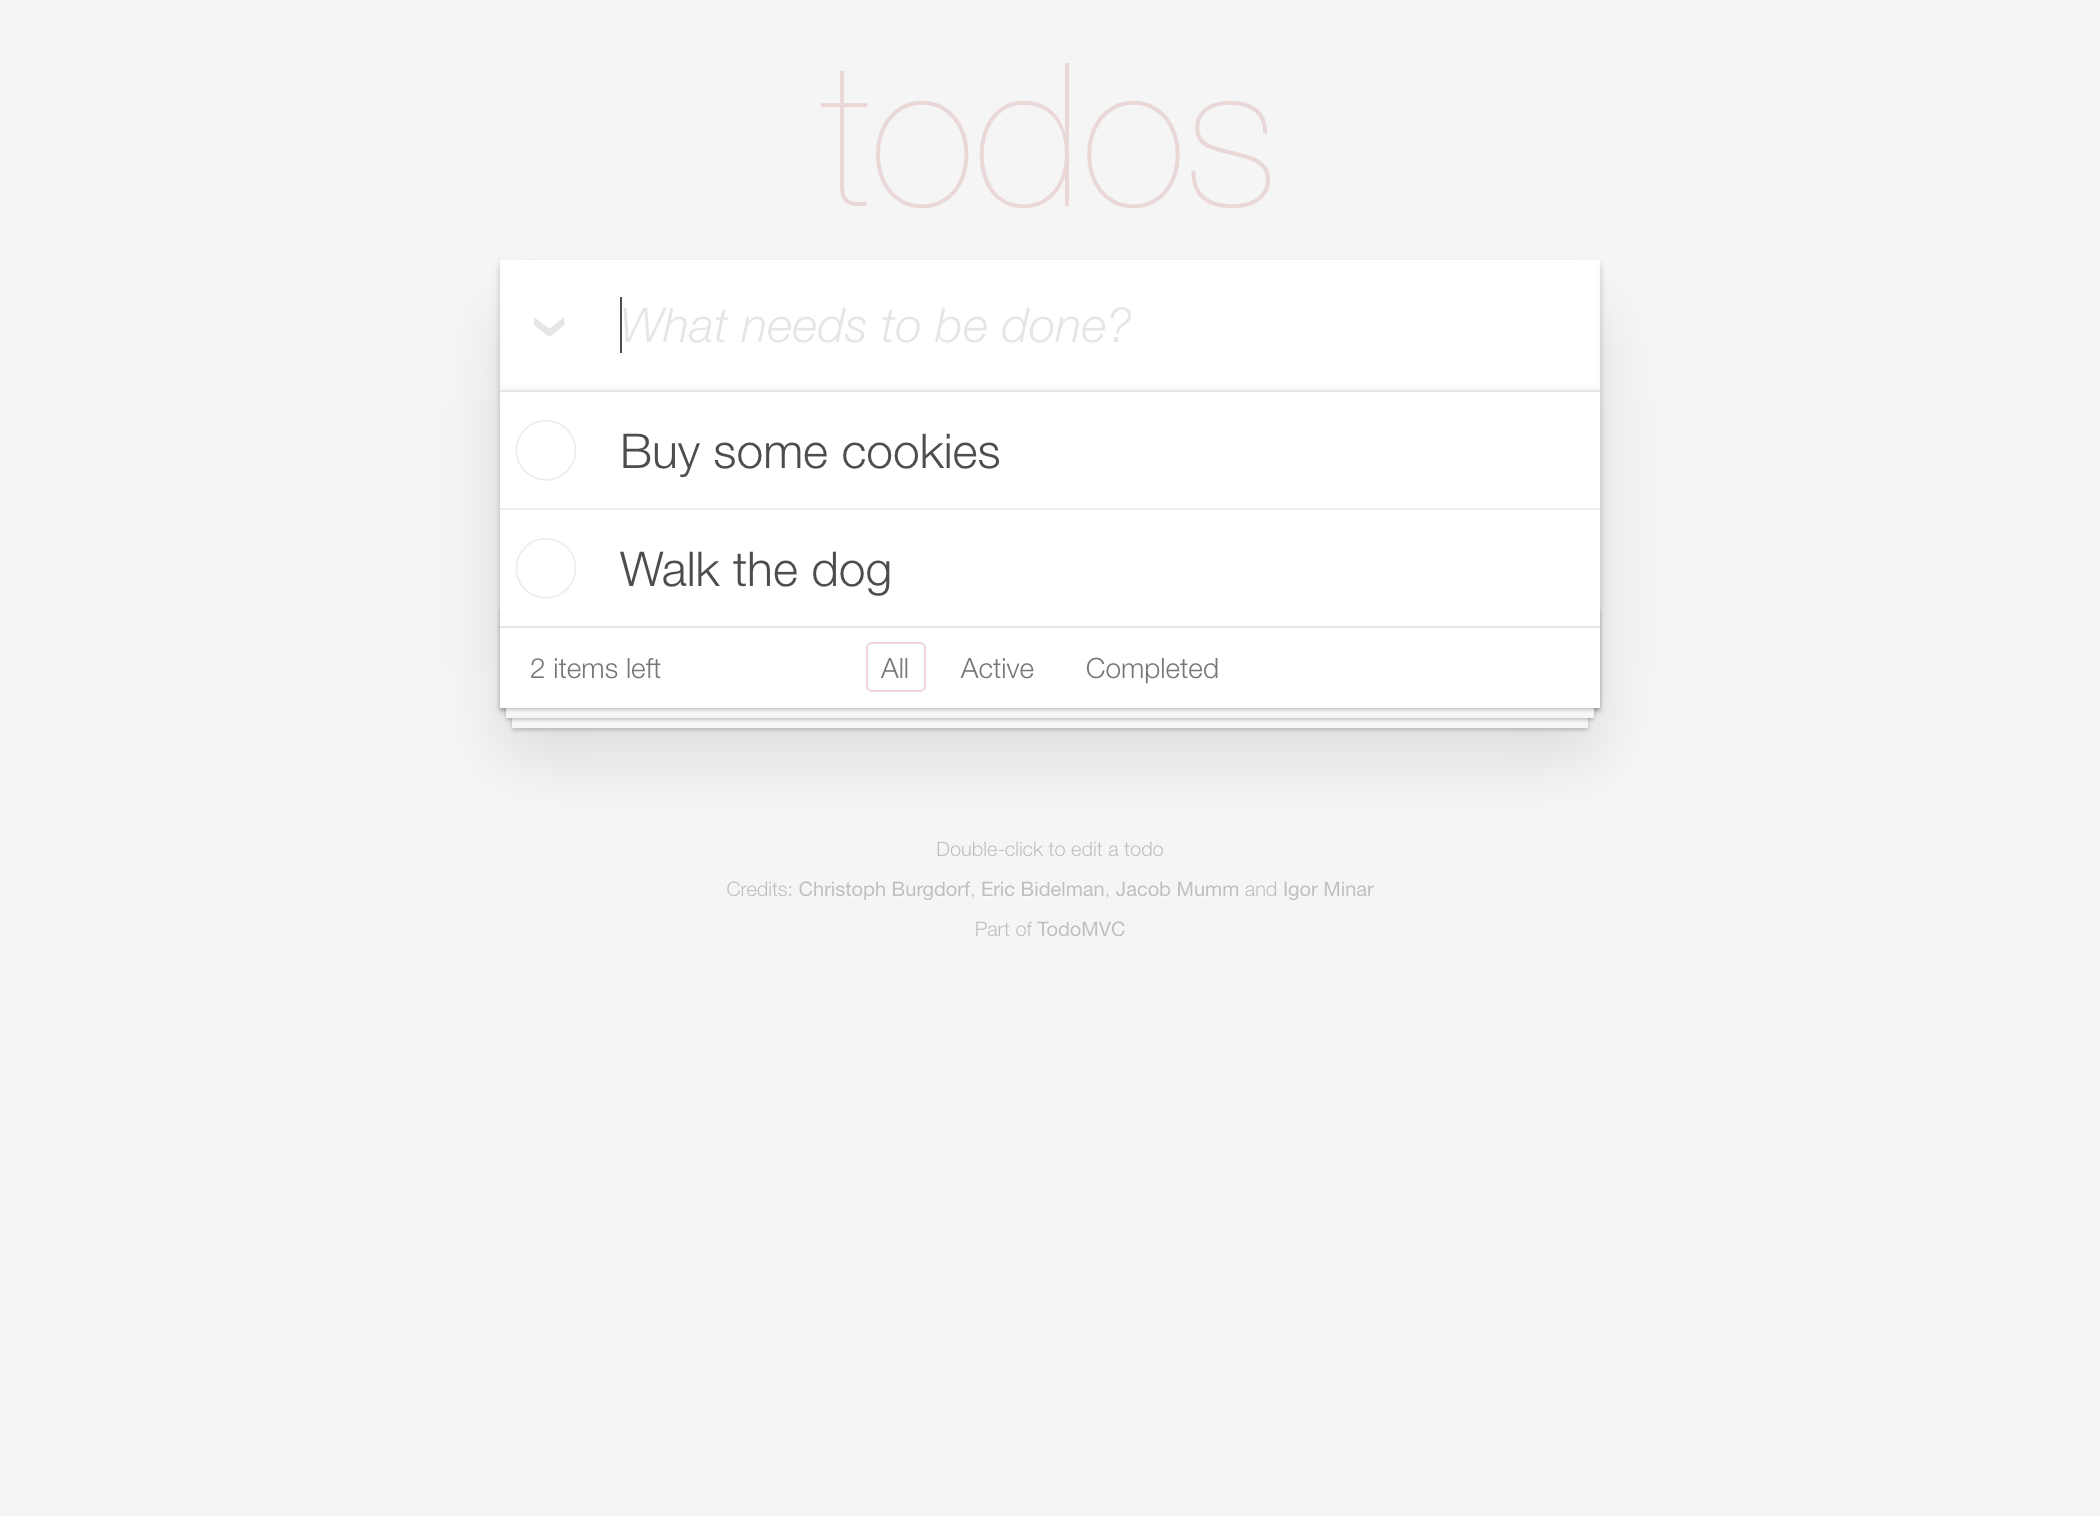 todos
What needs to be done?
Buy some cookies
Walk the dog
2 items left All Active Completed
Double-click to edit a todo
Credits: Christoph Burgdorf, Eric Bidelman, Jacob Mumm and Igor Minar
Part of TodoMVC